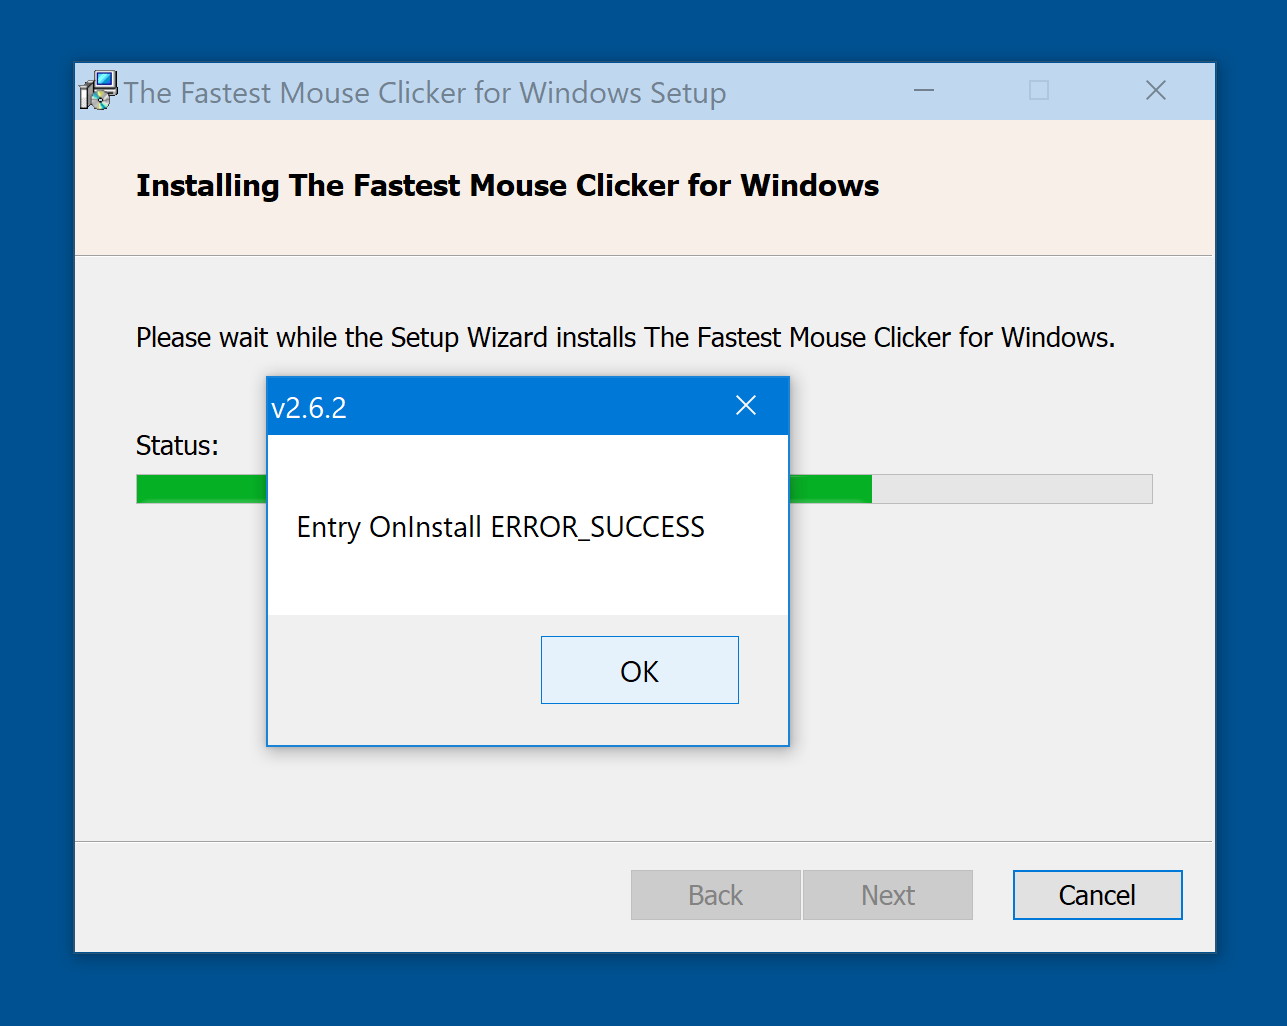 The Fastest Mouse Clicker for Windows Setup
Installing The Fastest Mouse Clicker for Windows
Please wait while the Setup Wizard installs The Fastest Mouse Clicker for Windows.
Status:
v2.6.2
Entry OnInstall ERROR_SUCCESS
OK
Back Next Cancel